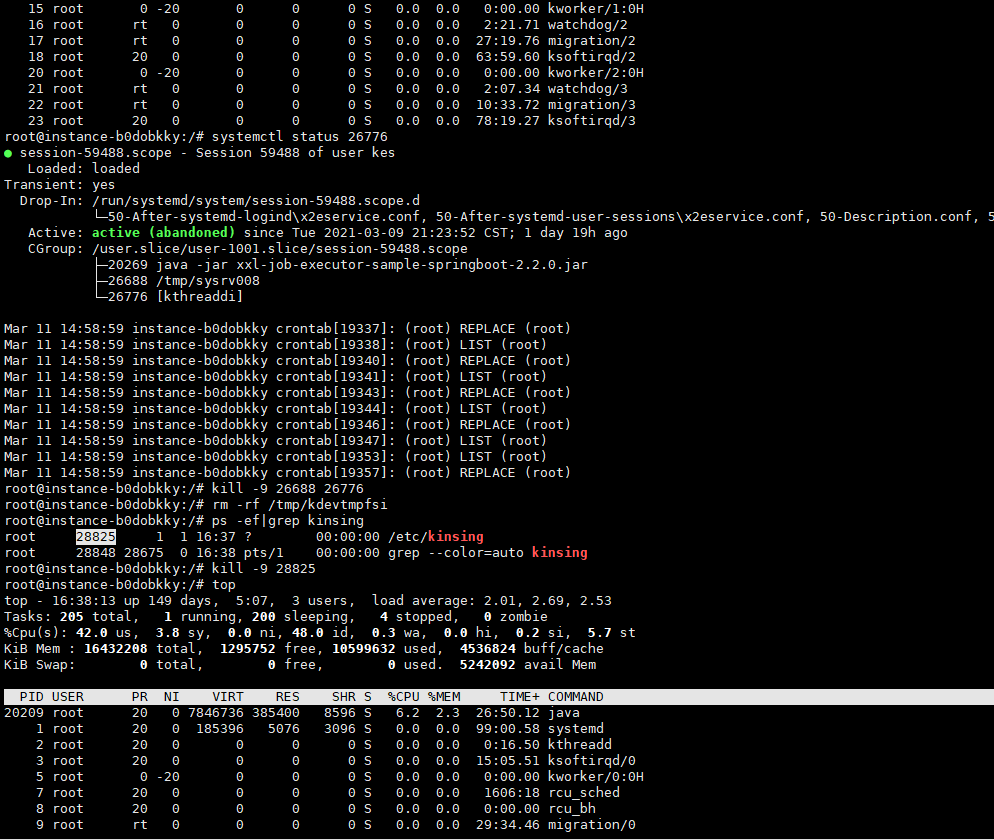 15 root 0 -20 0 0 0 S 0.0 0.0 0:00.00 kworker/1:0H
16 root rt 0 0 0 0 S 0.0 0.0 2:21.71 watchdog/2
17 root rt 0 0 0 0 S 0.0 0.0 27:19.76 migration/2
18 root 20 0 0 0 0 S 0.0 0.0 63:59.60 ksoftirqd/2
20 root 0 -20 0 0 0 S 0.0 0.0 0:00.00 kworker/2:0H
21 root rt 0 0 0 0 S 0.0 0.0 2:07.34 watchdog/3
22 root rt 0 0 0 0 S 0.0 0.0 10:33.72 migration/3
23 root 20 0 0 0 0 S 0.0 0.0 78:19.27 ksoftirqd/3
root@instance-b0dobkky:/# systemctl status 26776
● session-59488.scope - Session 59488 of user kes
Loaded: loaded
Transient: yes
Drop-In: /run/systemd/system/session-59488.scope.d
└─50-After-systemd-logind\x2eservice.conf, 50-After-systemd-user-sessions\x2eservice.conf, 50-Description.conf, 5
Active: active (abandoned) since Tue 2021-03-09 21:23:52 CST; 1 day 19h ago
CGroup: /user.slice/user-1001.slice/session-59488.scope
├─20269 java -jar xxl-job-executor-sample-springboot-2.2.0.jar
├─26688 /tmp/sysrv008
└─26776 [kthreaddi]
Mar 11 14:58:59 instance-b0dobkky crontab[19337]: (root) REPLACE (root)
Mar 11 14:58:59 instance-b0dobkky crontab[19338]: (root) LIST (root)
Mar 11 14:58:59 instance-b0dobkky crontab[19340]: (root) REPLACE (root)
Mar 11 14:58:59 instance-b0dobkky crontab[19341]: (root) LIST (root)
Mar 11 14:58:59 instance-b0dobkky crontab[19343]: (root) REPLACE (root)
Mar 11 14:58:59 instance-b0dobkky crontab[19344]: (root) LIST (root)
Mar 11 14:58:59 instance-b0dobkky crontab[19346]: (root) REPLACE (root)
Mar 11 14:58:59 instance-b0dobkky crontab[19347]: (root) LIST (root)
Mar 11 14:58:59 instance-b0dobkky crontab[19353]: (root) LIST (root)
Mar 11 14:58:59 instance-b0dobkky crontab[19357]: (root) REPLACE (root)
root@instance-b0dobkky:/# kill -9 26688 26776
root@instance-b0dobkky:/# rm -rf /tmp/kdevtmpfsi
root@instance-b0dobkky:/# ps -ef|grep kinsing
root 28825 1 1 16:37 ? 00:00:00 /etc/kinsing
root 28848 28675 0 16:38 pts/1 00:00:00 grep --color=auto kinsing
root@instance-b0dobkky:/# kill -9 28825
root@instance-b0dobkky:/# top
top - 16:38:13 up 149 days, 5:07, 3 users, load average: 2.01, 2.69, 2.53
Tasks: 205 total, 1 running, 200 sleeping, 4 stopped, 0 zombie
%Cpu(s): 42.0 us, 3.8 sy, 0.0 ni, 48.0 id, 0.3 wa, 0.0 hi, 0.2 si, 5.7 st
KiB Mem : 16432208 total, 1295752 free, 10599632 used, 4536824 buff/cache
KiB Swap: 0 total, 0 free, 0 used. 5242092 avail Mem
PID USER PR NI VIRT RES SHR S %CPU %MEM TIME+ COMMAND
20209 root 20 0 7846736 385400 8596 S 6.2 2.3 26:50.12 java
1 root 20 0 185396 5076 3096 S 0.0 0.0 99:00.58 systemd
2 root 20 0 0 0 0 S 0.0 0.0 0:16.50 kthreadd
3 root 20 0 0 0 0 S 0.0 0.0 15:05.51 ksoftirqd/0
5 root 0 -20 0 0 0 S 0.0 0.0 0:00.00 kworker/0:0H
7 root 20 0 0 0 0 S 0.0 0.0 1606:18 rcu_sched
8 root 20 0 0 0 0 S 0.0 0.0 0:00.00 rcu_bh
9 root rt 0 0 0 0 S 0.0 0.0 29:34.46 migration/0